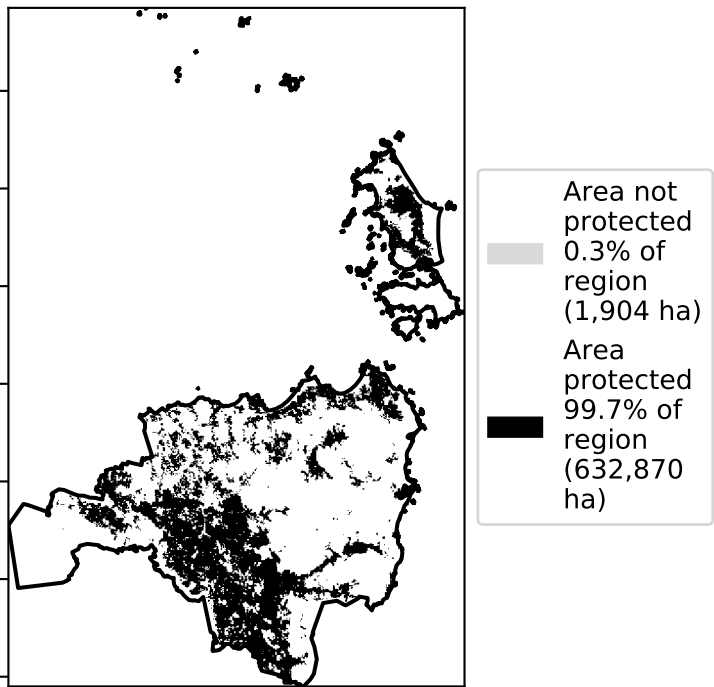 Area not
protected
0.3% of
region
(1,904 ha)
Area
protected
99.7% of
region
(632,870
ha)